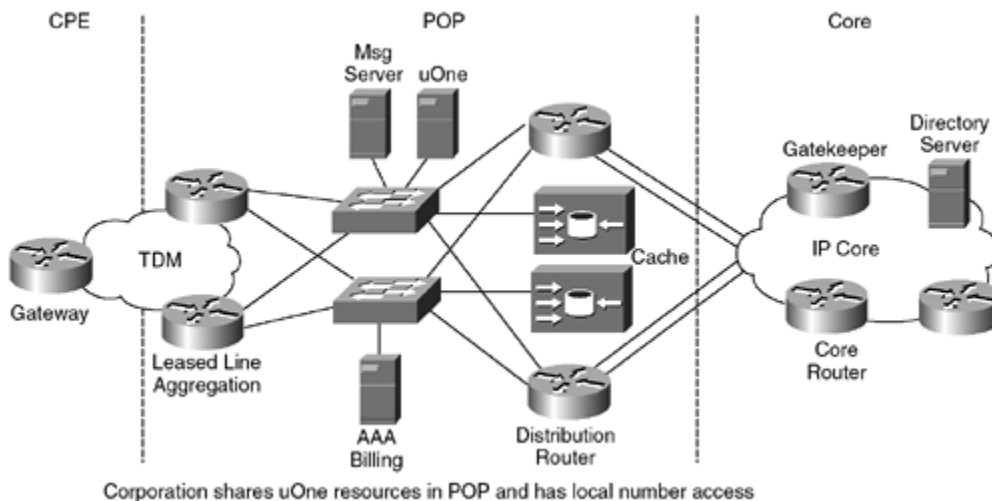 CPE
POP
Core
Msg
Server
uOne
Gatekeeper
Directory
Server
TDM
Cache
IP Core
Gateway
Leased Line
Aggregation
Core
Router
AAA
Billing
Distribution
Router
Corporation shares uOne resources in POP and has local number access